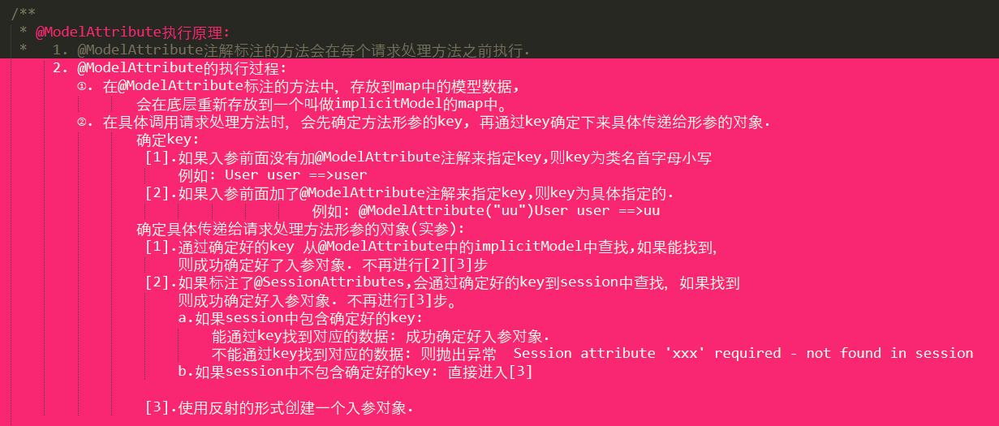 /**
* @ModelAttribute执行原理:
* 1. @ModelAttribute注解标注的方法会在每个请求处理方法之前执行.
2. @ModelAttribute的执行过程:
①. 在@ModelAttribute标注的方法中, 存放到map中的模型数据,
会在底层重新存放到一个叫做implicitModel的map中。
②. 在具体调用请求处理方法时, 会先确定方法形参的key, 再通过key确定下来具体传递给形参的对象.
确定key:
[1].如果入参前面没有加@ModelAttribute注解来指定key,则key为类名首字母小写
例如: User user ==>user
[2].如果入参前面加了@ModelAttribute注解来指定key,则key为具体指定的.
例如: @ModelAttribute("uu")User user ==>uu
确定具体传递给请求处理方法形参的对象(实参):
[1].通过确定好的key 从@ModelAttribute中的implicitModel中查找,如果能找到,
则成功确定好了入参对象. 不再进行[2][3]步
[2].如果标注了@SessionAttributes,会通过确定好的key到session中查找, 如果找到
则成功确定好入参对象. 不再进行[3]步。
a.如果session中包含确定好的key:
能通过key找到对应的数据: 成功确定好入参对象.
不能通过key找到对应的数据: 则抛出异常  Session attribute 'xxx' required - not found in session
b.如果session中不包含确定好的key: 直接进入[3]
[3].使用反射的形式创建一个入参对象.